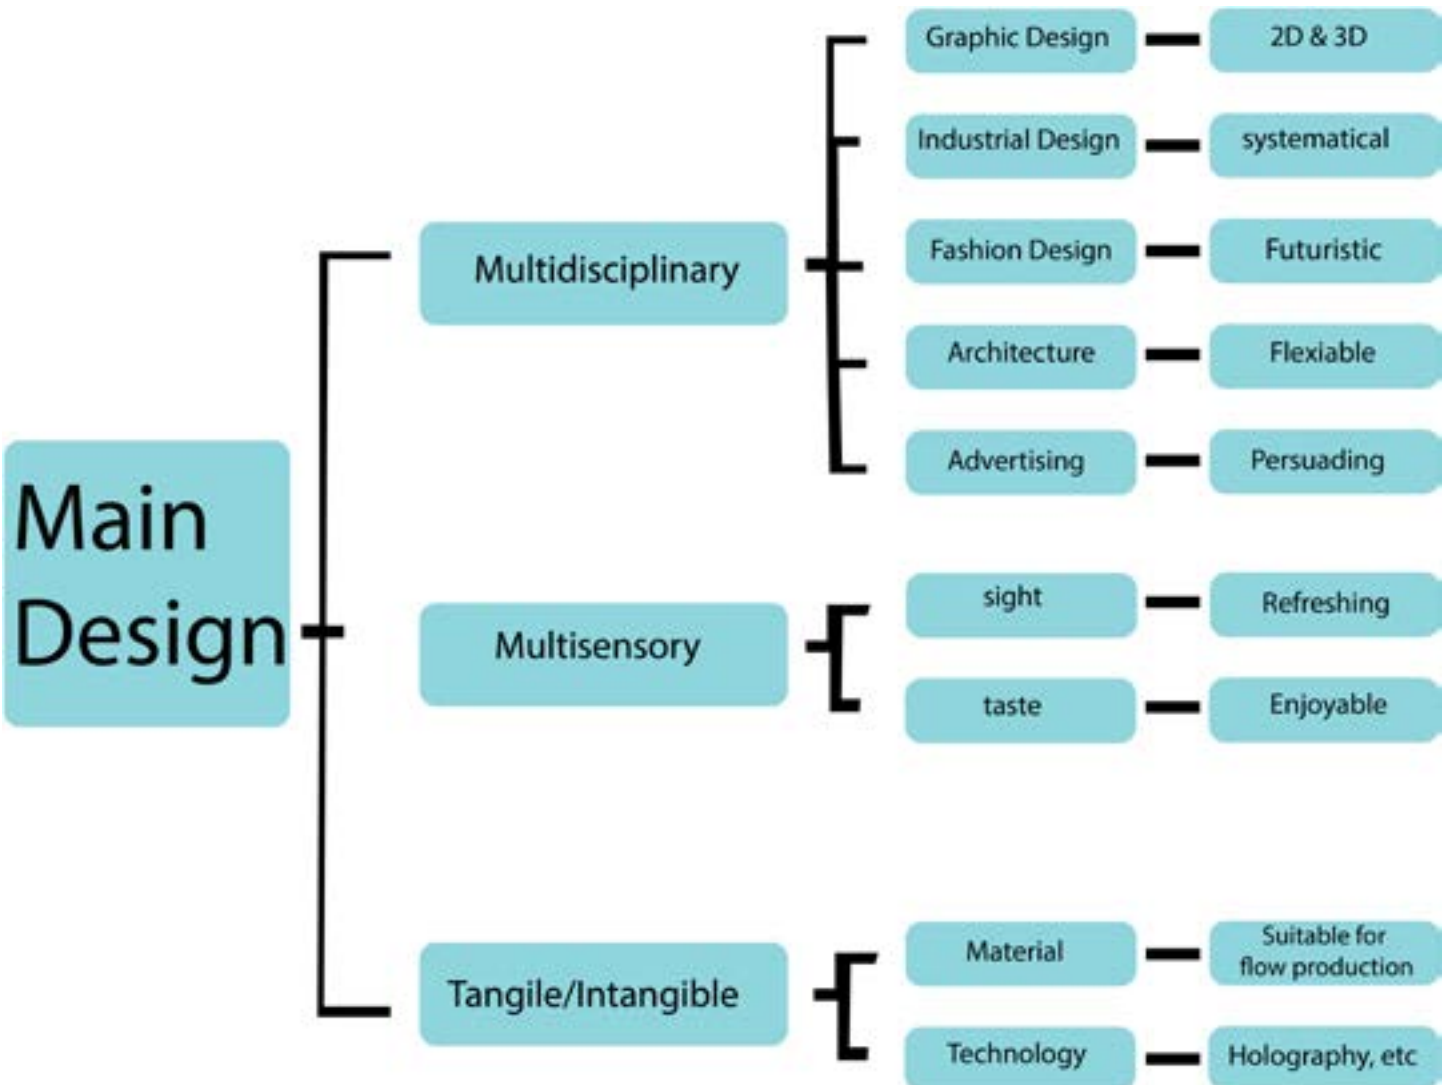 Main
Design
Multidisciplinary
Graphic Design
2D & 3D
Industrial Design
systematical
Fashion Design
Futuristic
Architecture
Flexiable
Advertising
Persuading
Multisensory
sight
Refreshing
taste
Enjoyable
Tangile/Intangible
Material
Suitable for
flow production
Technology
Holography, etc